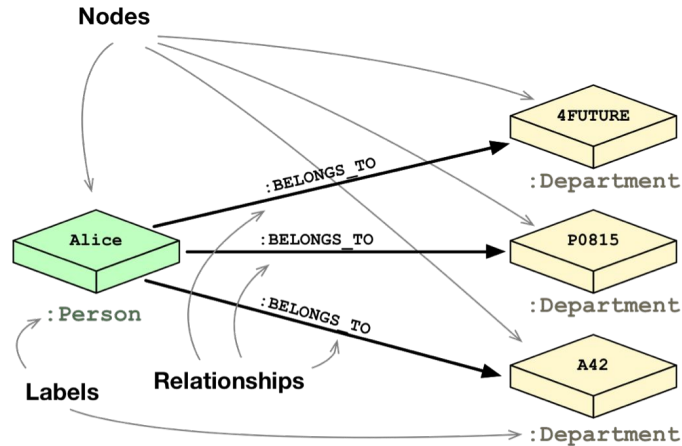 Nodes
4FUTURE
:Department
:BELONGS_TO
Alice
:BELONGS_TO
P0815
:Department
:Person
:BELONGS_TO
A42
Labels
Relationships
:Department